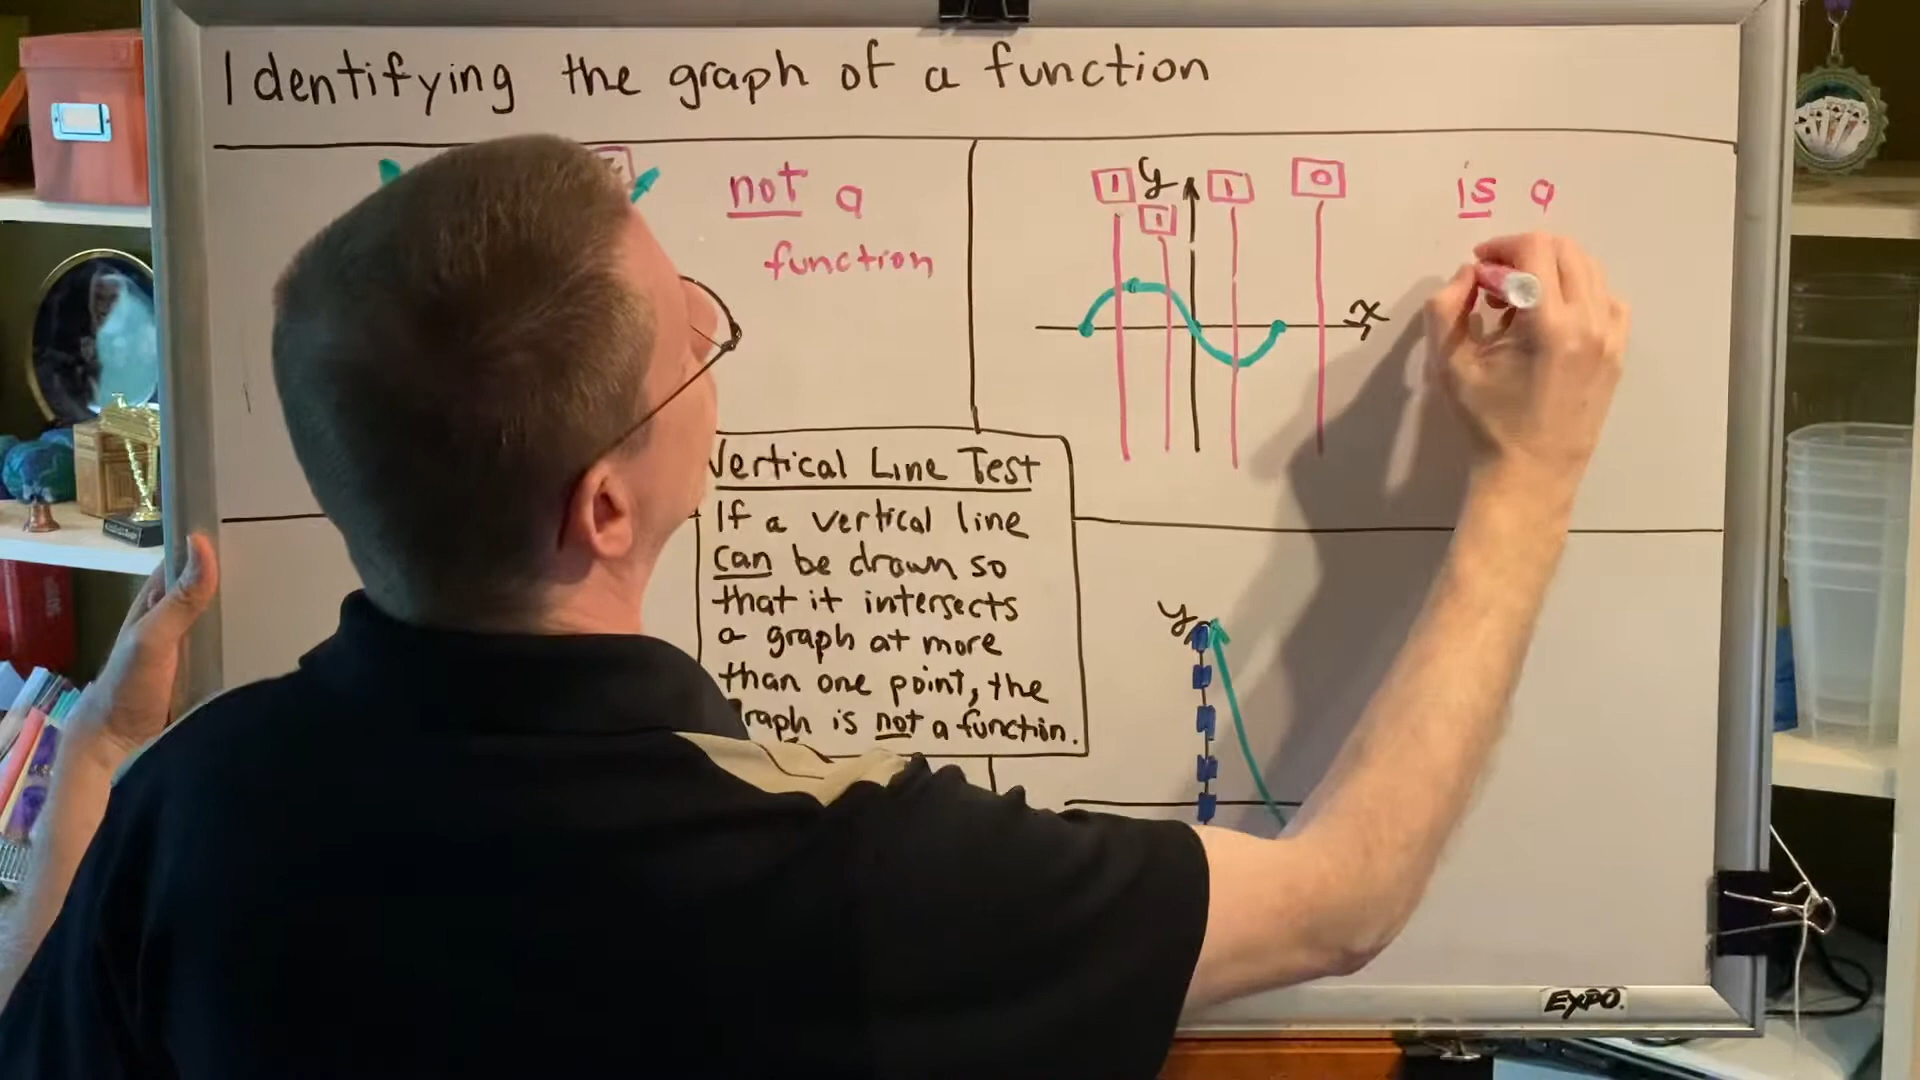 Identifying the graph of a function
not a
function
1
y
1
0
is a
1
x
Vertical Line Test
If a vertical line
can be drawn so
that it intersects
a graph at more
than one point, the
graph is not a function.
y
EXPO.